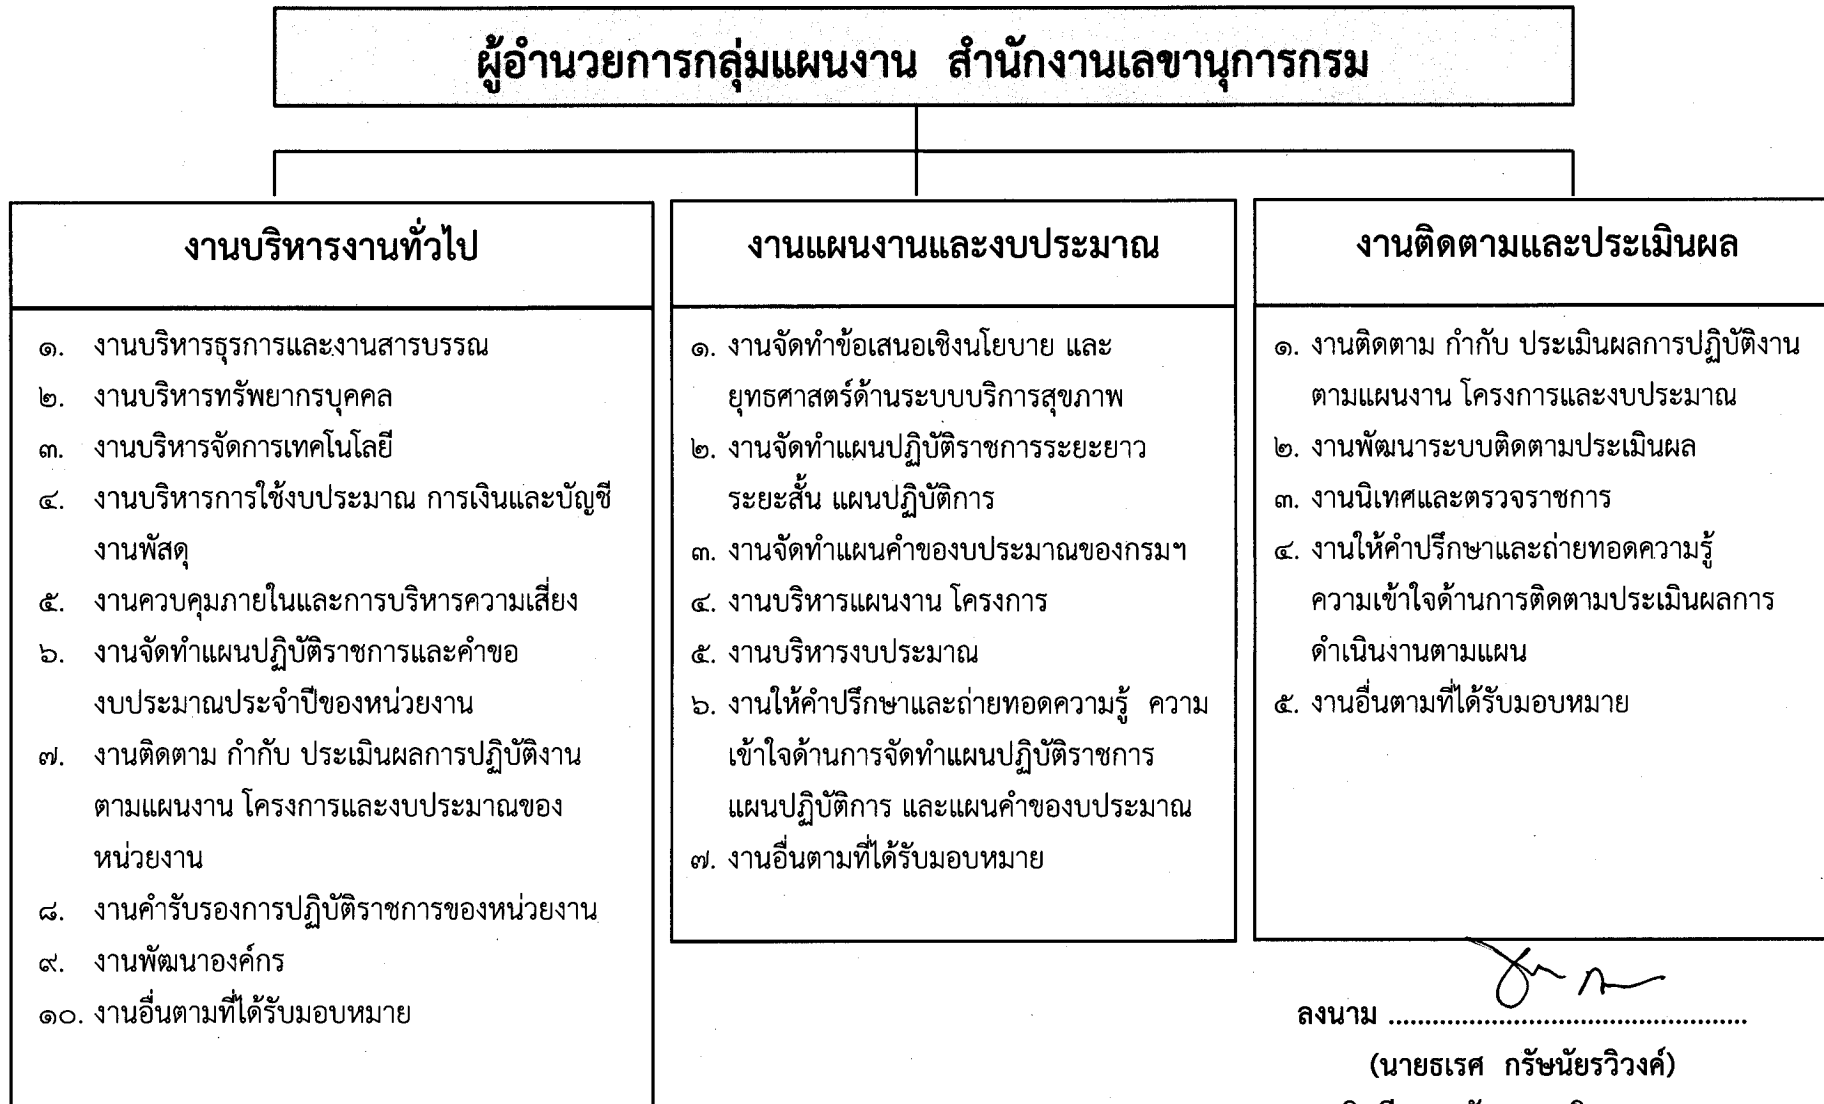 ผู้อำนวยการกลุ่มแผนงาน สำนักงานเลขานุการกรม
งานบริหารงานทั่วไป
๑. งานบริหารธุรการและงานสารบรรณ
๒. งานบริหารทรัพยากรบุคคล
๓. งานบริหารจัดการเทคโนโลยี
๔. งานบริหารการใช้งบประมาณ การเงินและบัญชี
งานพัสดุ
๕. งานควบคุมภายในและการบริหารความเสี่ยง
๖. งานจัดทำแผนปฏิบัติราชการและคำขอ
งบประมาณประจำปีของหน่วยงาน
๗. งานติดตาม กำกับ ประเมินผลการปฏิบัติงาน
ตามแผนงาน โครงการและงบประมาณของ
หน่วยงาน
๘. งานคำรับรองการปฏิบัติราชการของหน่วยงาน
๙. งานพัฒนาองค์กร
๑๐. งานอื่นตามที่ได้รับมอบหมาย
งานแผนงานและงบประมาณ
๑. งานจัดทำข้อเสนอเชิงนโยบาย และ
ยุทธศาสตร์ด้านระบบบริการสุขภาพ
๒. งานจัดทำแผนปฏิบัติราชการระยะยาว
ระยะสั้น แผนปฏิบัติการ
๓. งานจัดทำแผนคำของบประมาณของกรมฯ
๔. งานบริหารแผนงาน โครงการ
๕. งานบริหารงบประมาณ
๖. งานให้คำปรึกษาและถ่ายทอดความรู้ ความ
เข้าใจด้านการจัดทำแผนปฏิบัติราชการ
แผนปฏิบัติการ และแผนคำของบประมาณ
๗. งานอื่นตามที่ได้รับมอบหมาย
งานติดตามและประเมินผล
๑. งานติดตาม กำกับ ประเมินผลการปฏิบัติงาน
ตามแผนงาน โครงการและงบประมาณ
๒. งานพัฒนาระบบติดตามประเมินผล
๓. งานนิเทศและตรวจราชการ
๔. งานให้คำปรึกษาและถ่ายทอดความรู้
ความเข้าใจด้านการติดตามประเมินผลการ
ดำเนินงานตามแผน
๕. งานอื่นตามที่ได้รับมอบหมาย
ลงนาม ................................................
(นายธเรศ กรัษนัยรวิวงค์)